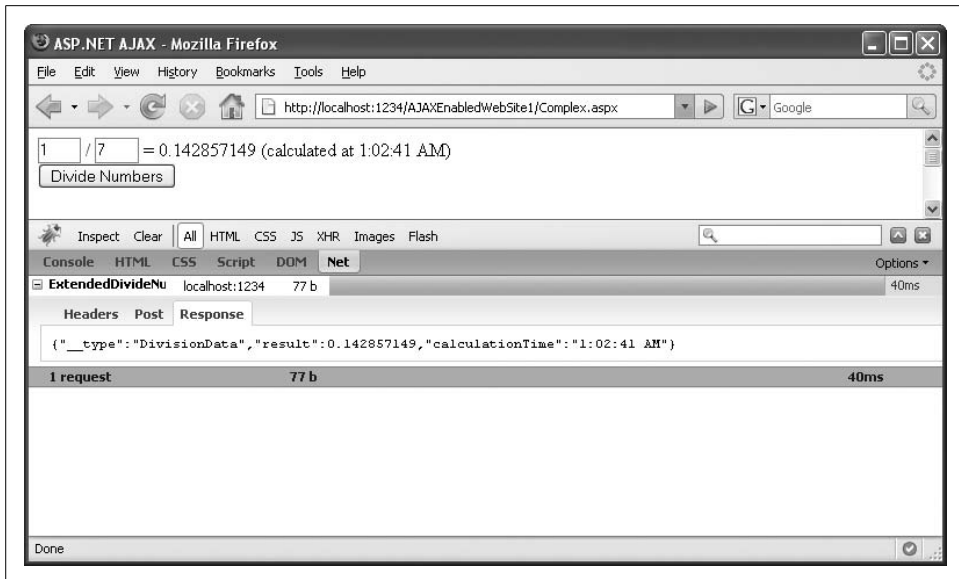 ASP.NET AJAX - Mozilla Firefox
File Edit View History Bookmarks Tools Help
http://localhost:1234/AJAXEnabledWebSite1/Complex.aspx G Google
1 / 7 = 0.142857149 (calculated at 1:02:41 AM)
Divide Numbers
Inspect Clear All HTML CSS JS XHR Images Flash
Console HTML CSS Script DOM Net Options
ExtendedDivideNu localhost:1234 77 b 40ms
Headers Post Response
{"__type":"DivisionData","result":0.142857149,"calculationTime":"1:02:41 AM"}
1 request 77 b 40ms
Done